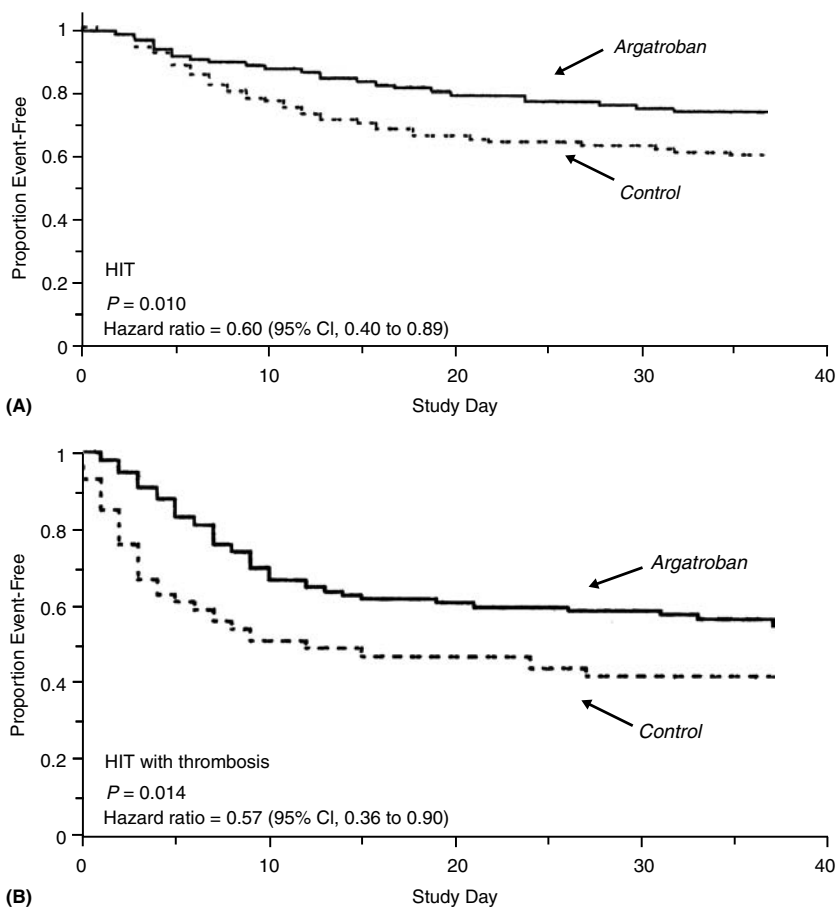 1
Argatroban
0.8
0.6
Control
0.4
0.2
HIT
P = 0.010
Hazard ratio = 0.60 (95% CI, 0.40 to 0.89)
0
0 10 20 30 40
Proportion Event-Free
(A) Study Day
1
0.8
Argatroban
0.6
0.4
Control
0.2
HIT with thrombosis
P = 0.014
Hazard ratio = 0.57 (95% CI, 0.36 to 0.90)
0
0 10 20 30 40
Proportion Event-Free
(B) Study Day